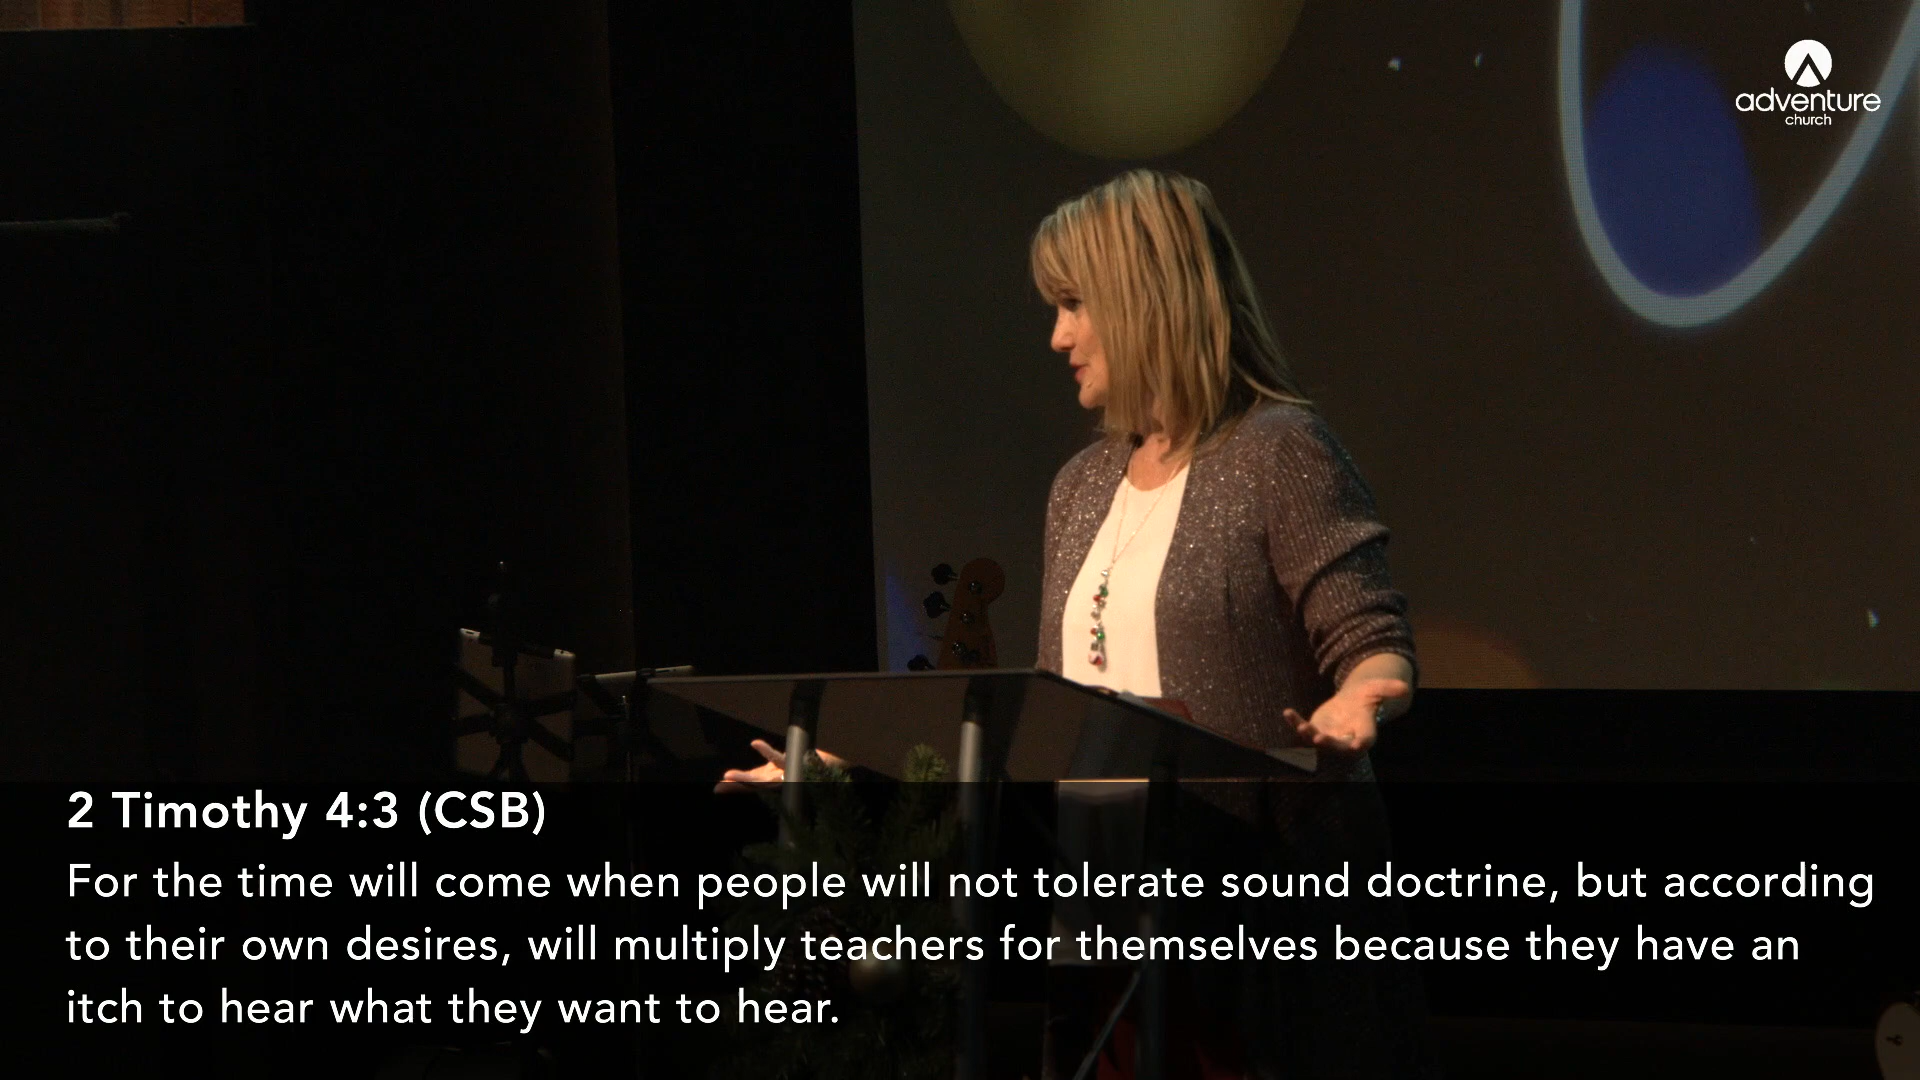 adventure
church
2 Timothy 4:3 (CSB)
For the time will come when people will not tolerate sound doctrine, but according
to their own desires, will multiply teachers for themselves because they have an
itch to hear what they want to hear.